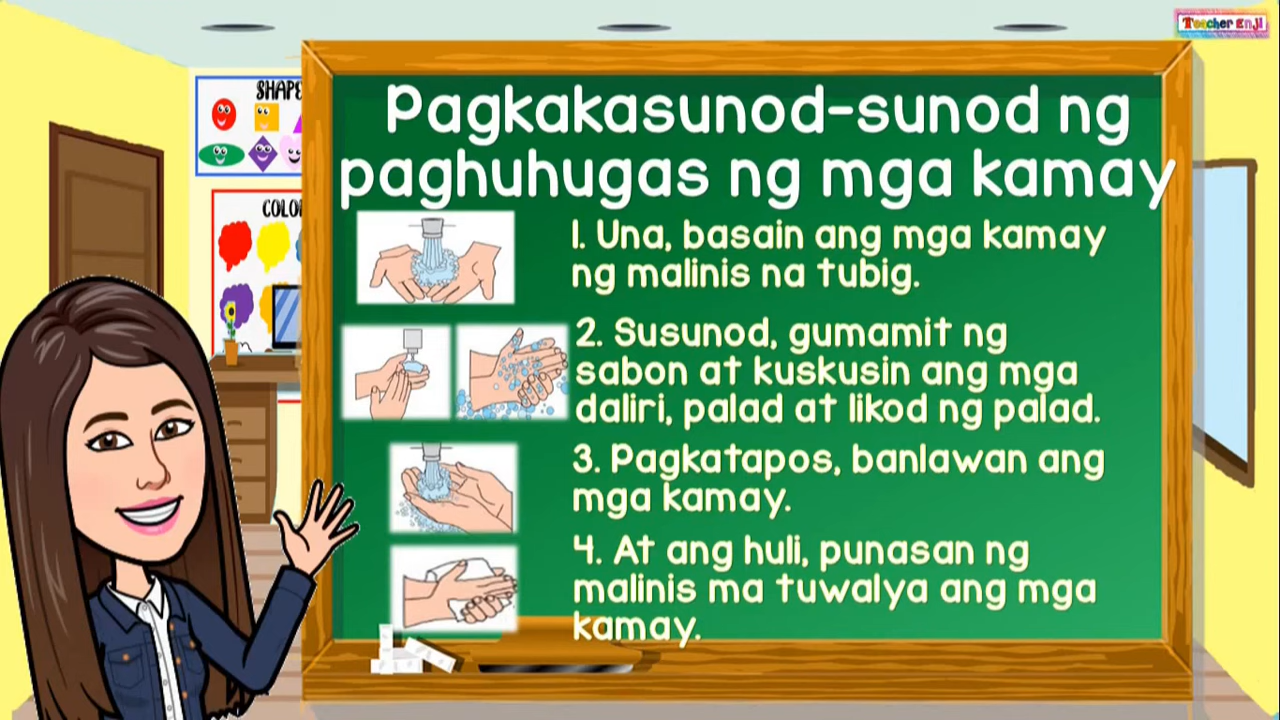 Teacher Enji
SHAPE
COLO
Pagkakasunod-sunod ng
paghuhugas ng mga kamay
1. Una, basain ang mga kamay
ng malinis na tubig.
2. Susunod, gumamit ng
sabon at kuskusin ang mga
daliri, palad at likod ng palad.
3. Pagkatapos, banlawan ang
mga kamay.
4. At ang huli, punasan ng
malinis ma tuwalya ang mga
kamay.